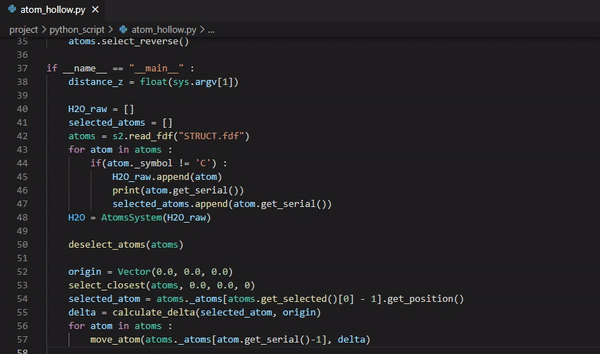 atom_hollow.py ×
project > python_script > atom_hollow.py > ...
35 atoms.select_reverse()
36
37 if __name__ == "__main__" :
38 distance_z = float(sys.argv[1])
39
40 H2O_raw = []
41 selected_atoms = []
42 atoms = s2.read_fdf("STRUCT.fdf")
43 for atom in atoms :
44 if(atom._symbol != 'C') :
45 H2O_raw.append(atom)
46 print(atom.get_serial())
47 selected_atoms.append(atom.get_serial())
48 H2O = AtomsSystem(H2O_raw)
49
50 deselect_atoms(atoms)
51
52 origin = Vector(0.0, 0.0, 0.0)
53 select_closest(atoms, 0.0, 0.0, 0)
54 selected_atom = atoms._atoms[atoms.get_selected()[0] - 1].get_position()
55 delta = calculate_delta(selected_atom, origin)
56 for atom in atoms :
57 move_atom(atoms._atoms[atom.get_serial()-1], delta)
58